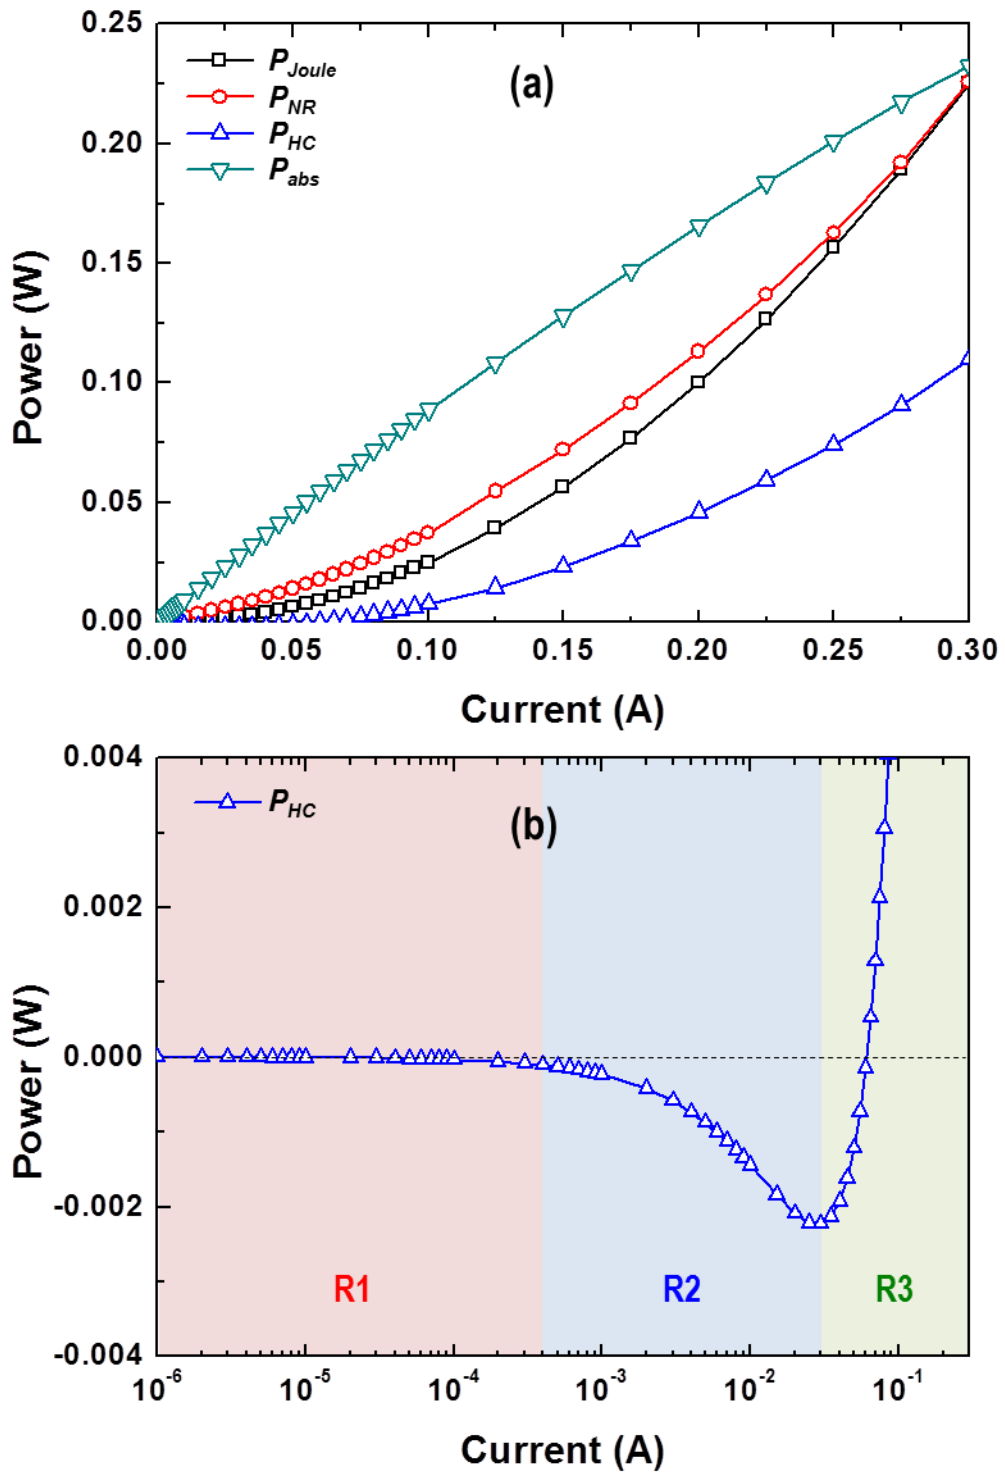 0.25
0.20
0.15
0.10
0.05
0.00
Power (W)
P_Joule
P_NR
P_HC
P_abs
(a)
0.00 0.05 0.10 0.15 0.20 0.25 0.30
Current (A)
0.004
0.002
0.000
-0.002
-0.004
Power (W)
P_HC
(b)
R1 R2 R3
10^-6 10^-5 10^-4 10^-3 10^-2 10^-1
Current (A)